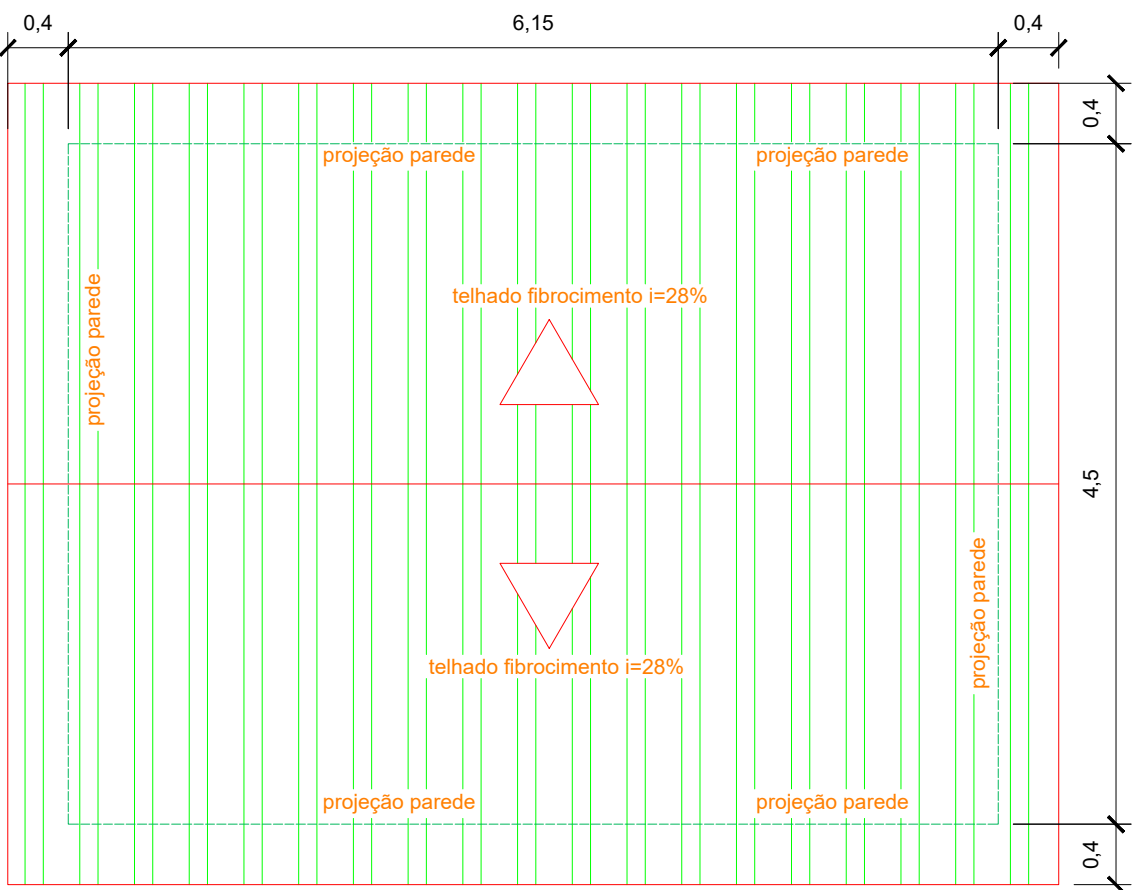 0,4
6,15
0,4
0,4
projeção parede
projeção parede
projeção parede
telhado fibrocimento i=28%
4,5
projeção parede
telhado fibrocimento i=28%
projeção parede
projeção parede
0,4